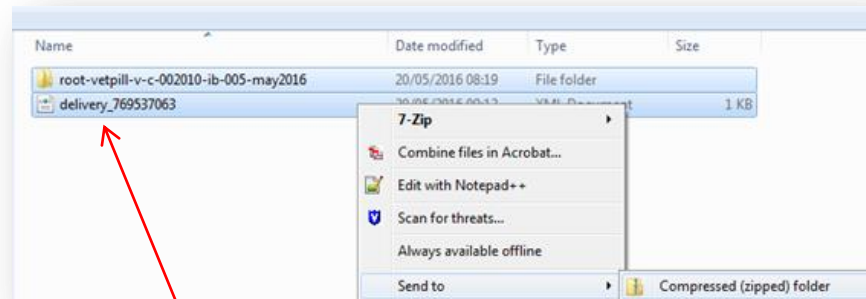 Name Date modified Type Size
root-vetpill-v-c-002010-ib-005-may2016 20/05/2016 08:19 File folder
delivery_769537063 1 KB
7-Zip
Combine files in Acrobat...
Edit with Notepad++
Scan for threats...
Always available offline
Send to Compressed (zipped) folder